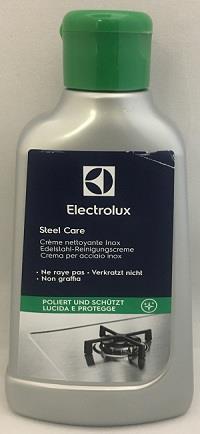 Electrolux
Steel Care
Crème nettoyante Inox
Edelstahl-Reinigungscreme
Crema per acciaio inox
• Ne raye pas • Verkratzt nicht
• Non graffia
POLIERT UND SCHÜTZT
LUCIDA E PROTEGGE